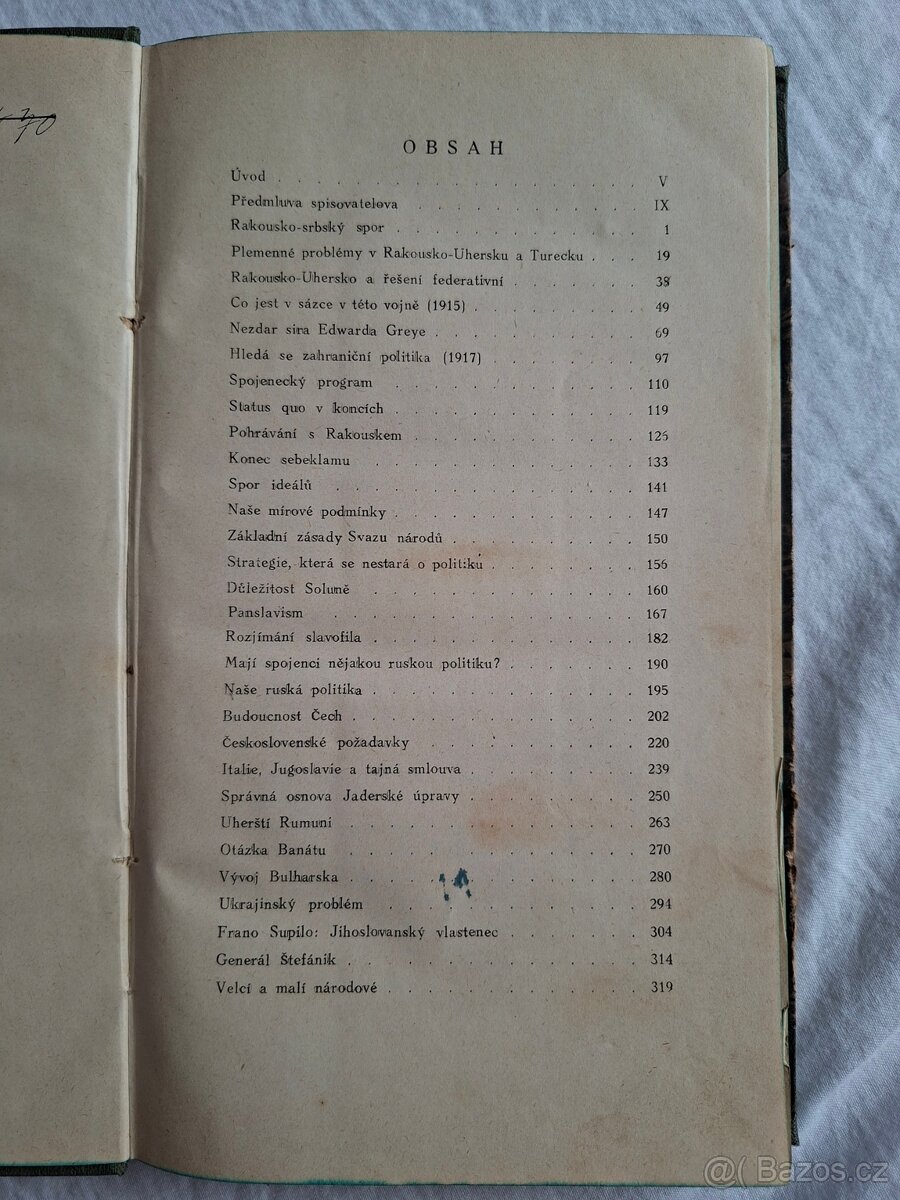 70
OBSAH
Úvod . . . . . . . . . . . . . . . V
Předmluva spisovatelova . . . . . . . . . . IX
Rakousko-srbský spor . . . . . . . . . . . 1
Plemenné problémy v Rakousko-Uhersku a Turecku . . . 19
Rakousko-Uhersko a řešení federativní . . . . . . 38
Co jest v sázce v této vojně (1915) . . . . . . . . 49
Nezdar sira Edwarda Greye . . . . . . . . . . 69
Hledá se zahraniční politika (1917) . . . . . . . 97
Spojenecký program . . . . . . . . . . . 110
Status quo v koncích . . . . . . . . . . . 119
Pohrávání s Rakouskem . . . . . . . . . . 126
Konec sebeklamu . . . . . . . . . . . 133
Spor ideálů . . . . . . . . . . . . . 141
Naše mírové podmínky . . . . . . . . . . . 147
Základní zásady Svazu národů . . . . . . . . . 150
Strategie, která se nestará o politiku . . . . . . . 156
Důležitost Soluně . . . . . . . . . . . 160
Panslavism . . . . . . . . . . . . . 167
Rozjímání slavofila . . . . . . . . . . . . 182
Mají spojenci nějakou ruskou politiku? . . . . . . . 190
Naše ruská politika . . . . . . . . . . . . 195
Budoucnost Čech . . . . . . . . . . . . . 202
Československé požadavky . . . . . . . . . . 220
Italie, Jugoslavie a tajná smlouva . . . . . . . . 239
Správná osnova Jaderské úpravy . . . . . . . . 250
Uherští Rumuni . . . . . . . . . . . . 263
Otázka Banátu . . . . . . . . . . . . 270
Vývoj Bulharska . . . . . . . . . . . . 280
Ukrajinský problém . . . . . . . . . . . 294
Frano Supilo: Jihoslovanský vlastenec . . . . . . 304
Generál Štefánik . . . . . . . . . . . . 314
Velcí a malí národové . . . . . . . . . . . 319
@( Bazos.cz